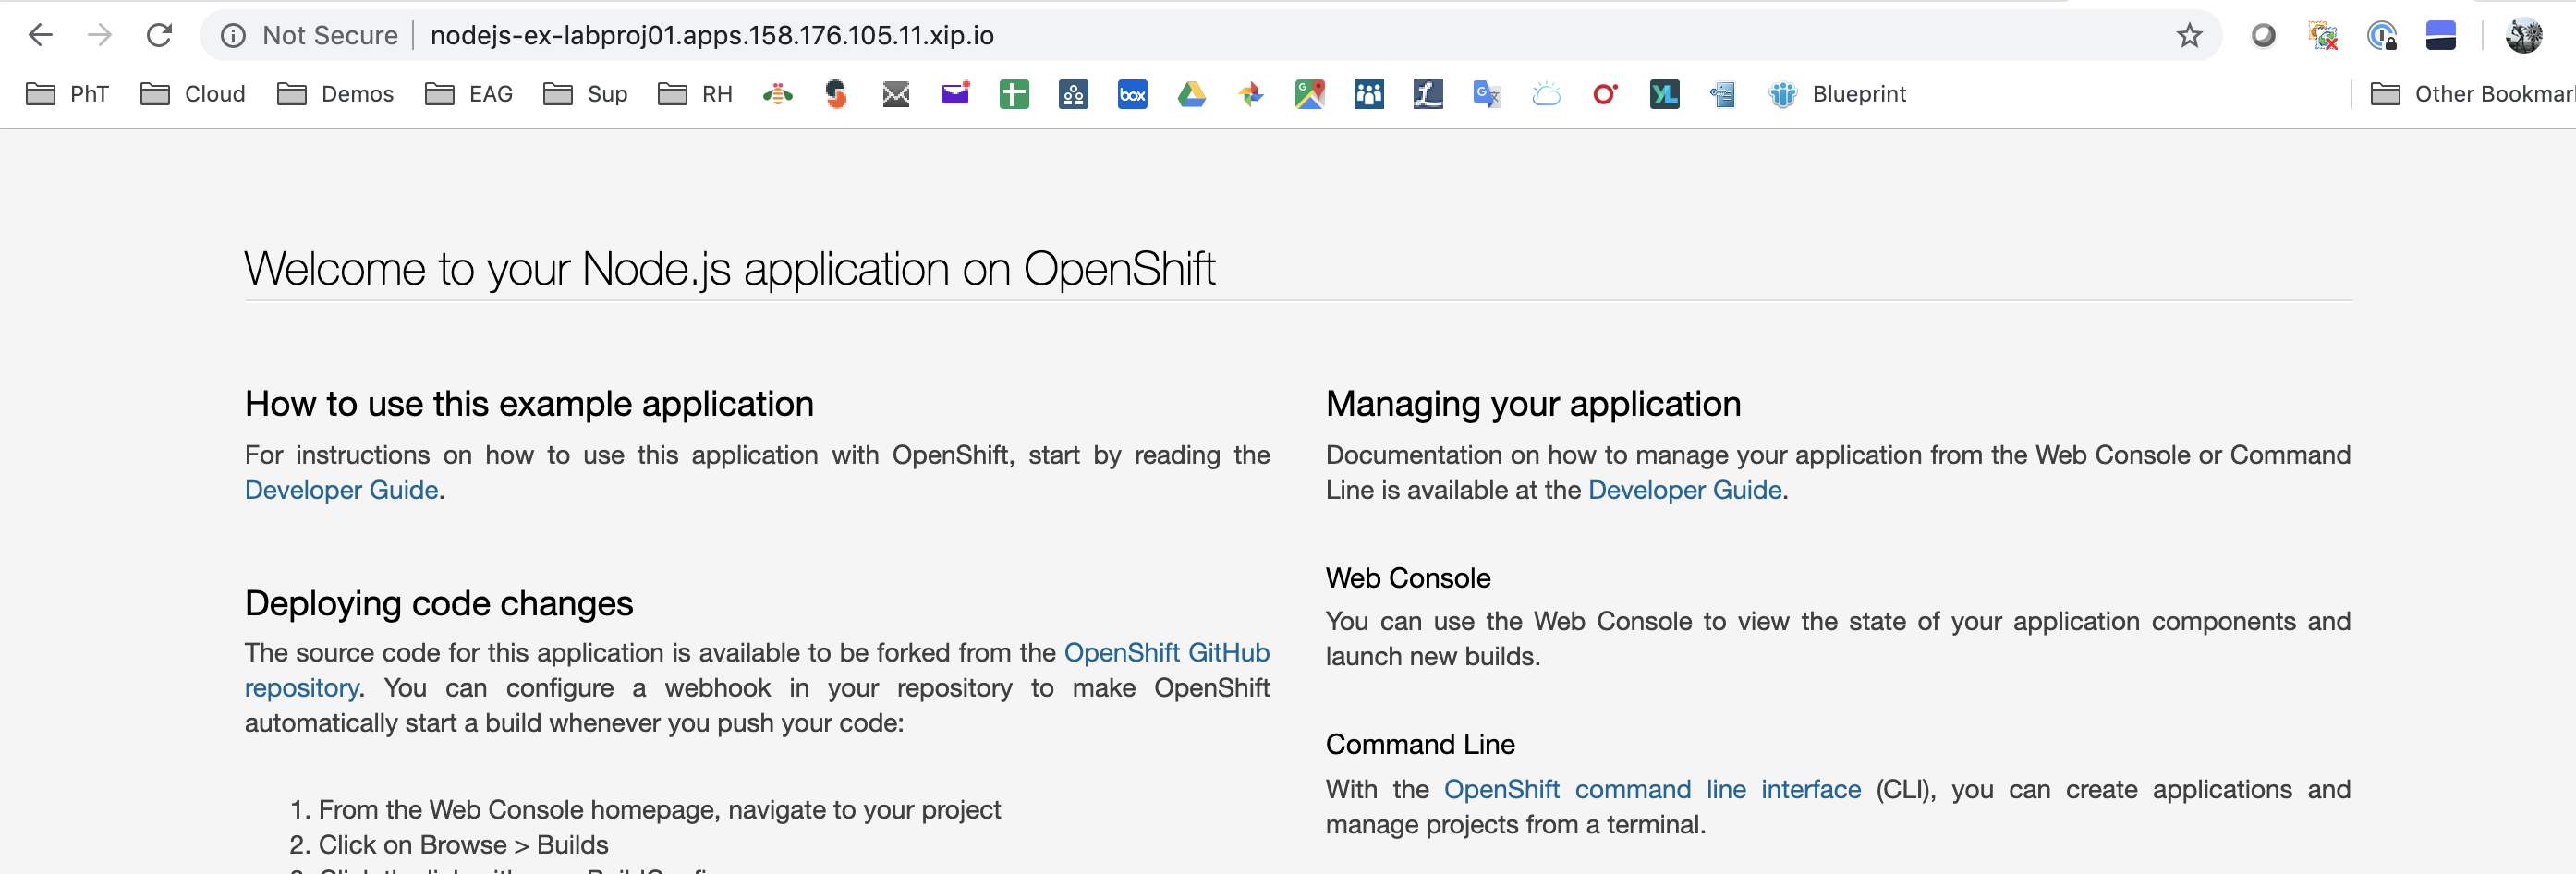 Not Secure nodejs-ex-labproj01.apps.158.176.105.11.xip.io
PhT Cloud Demos EAG Sup RH box YL Blueprint Other Bookmar
Welcome to your Node.js application on OpenShift
How to use this example application
For instructions on how to use this application with OpenShift, start by reading the
Developer Guide.
Deploying code changes
The source code for this application is available to be forked from the OpenShift GitHub
repository. You can configure a webhook in your repository to make OpenShift
automatically start a build whenever you push your code:
1. From the Web Console homepage, navigate to your project
2. Click on Browse > Builds
Managing your application
Documentation on how to manage your application from the Web Console or Command
Line is available at the Developer Guide.
Web Console
You can use the Web Console to view the state of your application components and
launch new builds.
Command Line
With the OpenShift command line interface (CLI), you can create applications and
manage projects from a terminal.